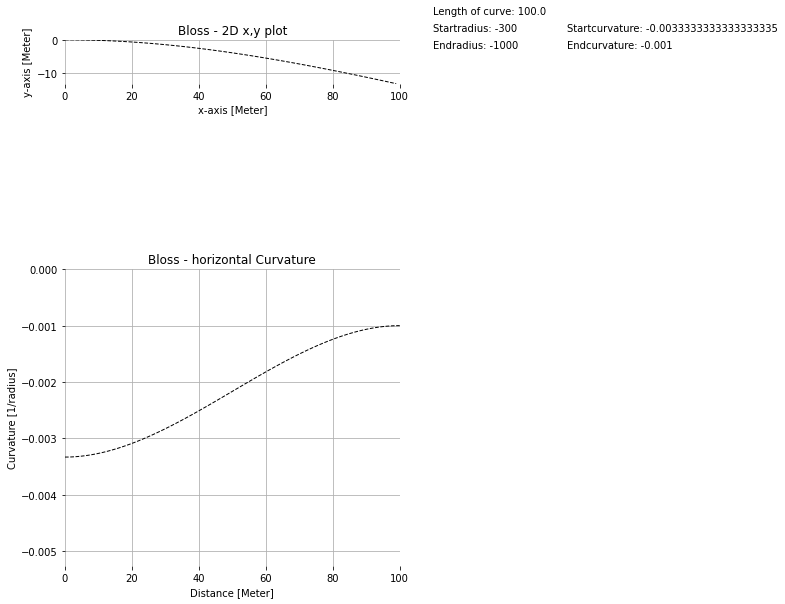 Length of curve: 100.0
Startradius: -300 Startcurvature: -0.0033333333333333335
Endradius: -1000 Endcurvature: -0.001
Bloss - 2D x,y plot
y-axis [Meter]
0
−10
0 20 40 60 80 100
x-axis [Meter]
Bloss - horizontal Curvature
Curvature [1/radius]
0.000
−0.001
−0.002
−0.003
−0.004
−0.005
0 20 40 60 80 100
Distance [Meter]